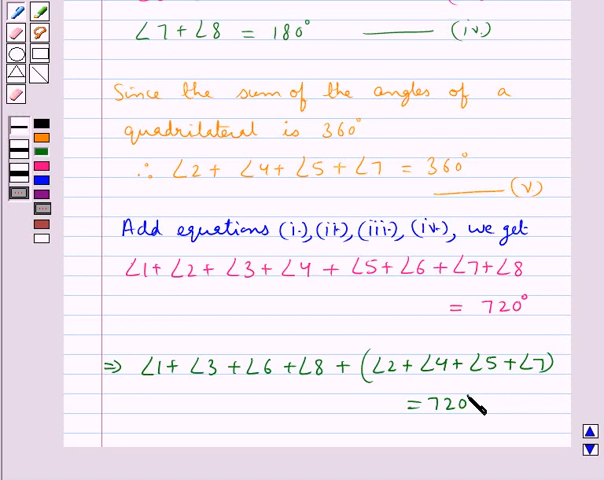 ∠7 + ∠8 = 180° —— (iv.)
Since the sum of the angles of a
quadrilateral is 360°
∴ ∠2 + ∠4 + ∠5 + ∠7 = 360°
—— (v.)
Add equations (i.), (ii.), (iii.), (iv.), we get
∠1 + ∠2 + ∠3 + ∠4 + ∠5 + ∠6 + ∠7 + ∠8
= 720°
⇒ ∠1 + ∠3 + ∠6 + ∠8 + (∠2 + ∠4 + ∠5 + ∠7)
= 720